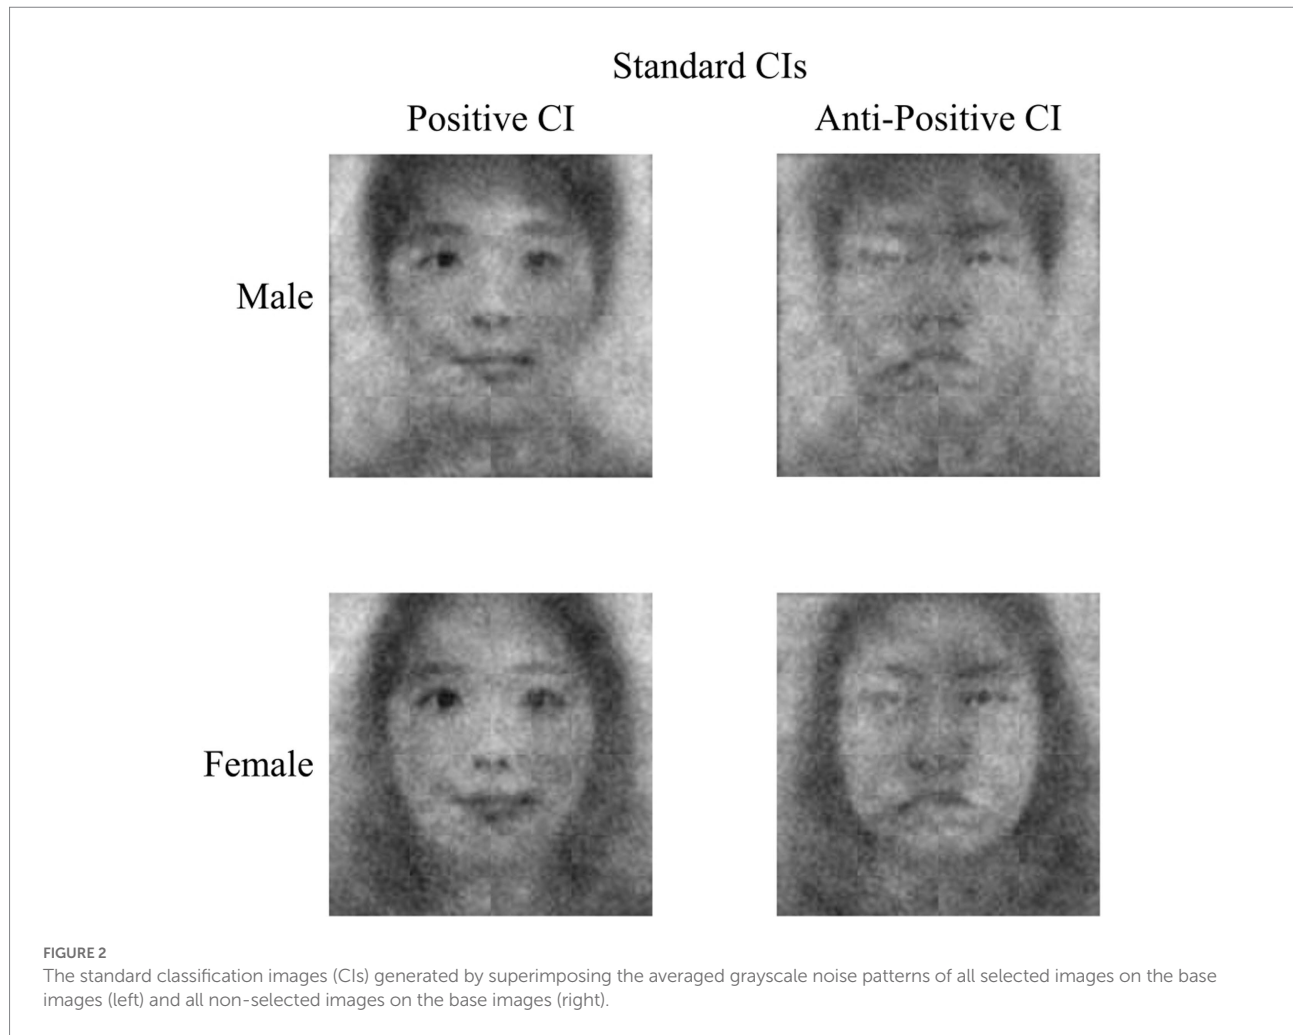 Standard CIs
Positive CI
Anti-Positive CI
Male
Female
FIGURE 2
The standard classification images (CIs) generated by superimposing the averaged grayscale noise patterns of all selected images on the base
images (left) and all non-selected images on the base images (right).